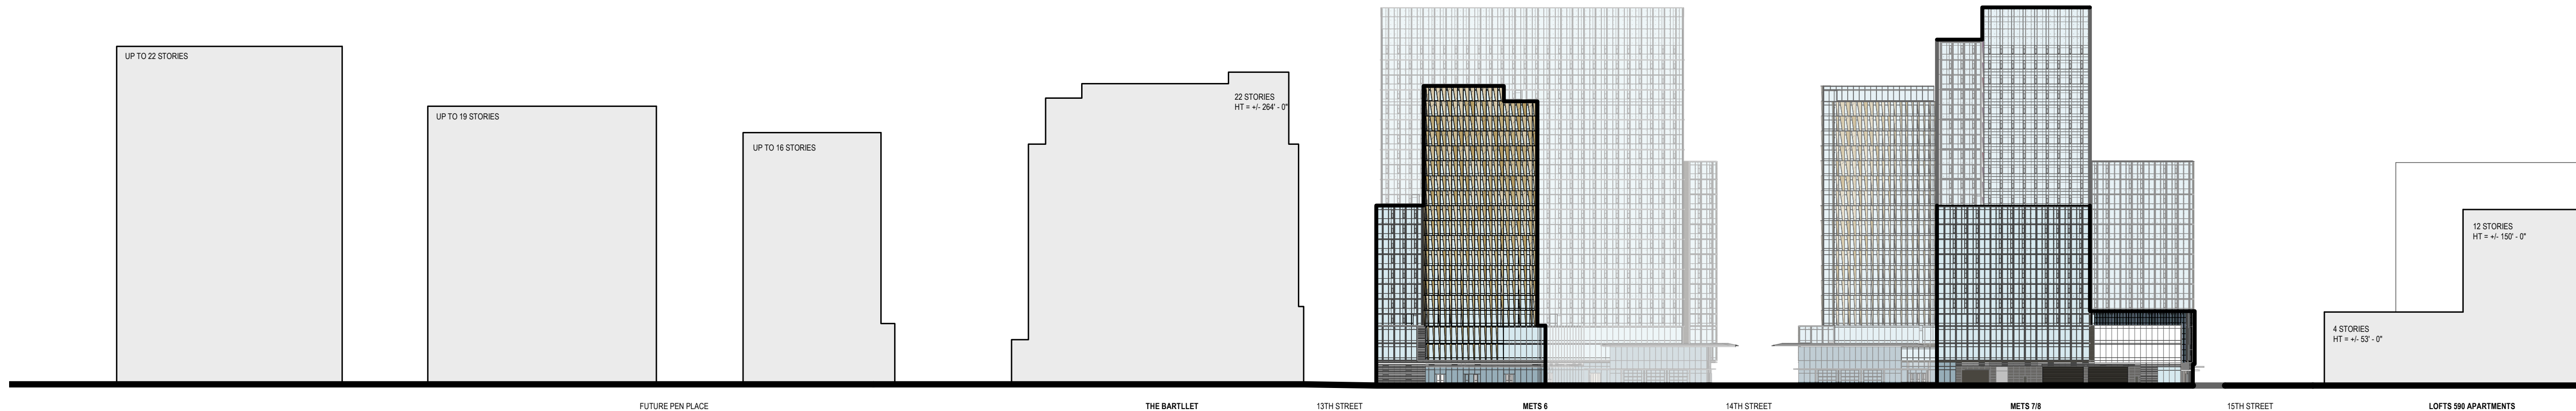 UP TO 22 STORIES
UP TO 19 STORIES
UP TO 16 STORIES
22 STORIES
HT = +/- 264' - 0"
12 STORIES
HT = +/- 150' - 0"
4 STORIES
HT = +/- 53' - 0"
FUTURE PEN PLACE
THE BARTLLET
13TH STREET
METS 6
14TH STREET
METS 7/8
15TH STREET
LOFTS 590 APARTMENTS